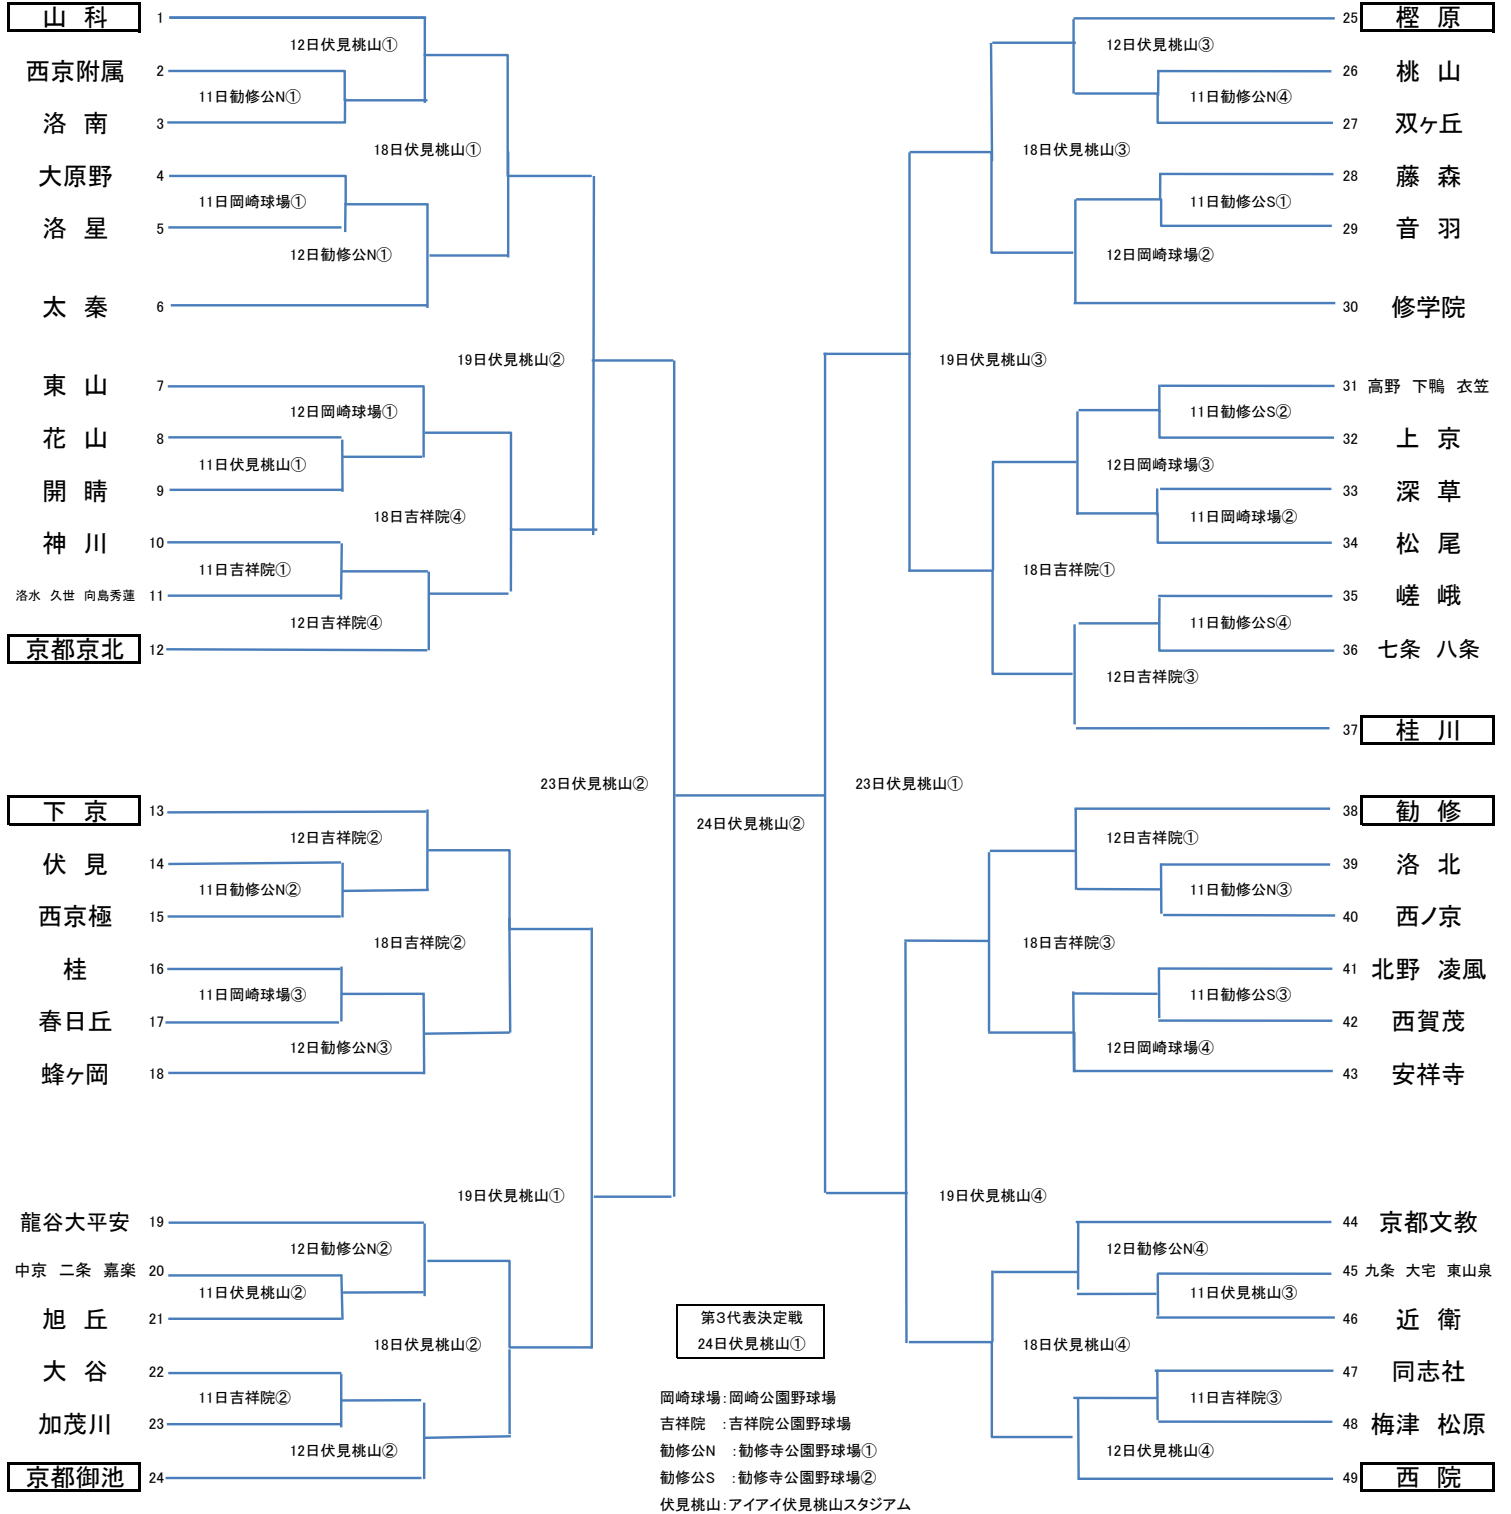 山 科 1
12日伏見桃山①
西京附属 2
11日勧修公N①
洛 南 3
18日伏見桃山①
大原野 4
11日岡崎球場①
洛 星 5
12日勧修公N①
太 秦 6
19日伏見桃山②
東 山 7
12日岡崎球場①
花 山 8
11日伏見桃山①
開 晴 9
18日吉祥院④
神 川 10
11日吉祥院①
洛水 久世 向島秀蓮 11
12日吉祥院④
京都京北 12
23日伏見桃山②
下 京 13
12日吉祥院②
伏 見 14
11日勧修公N②
西京極 15
18日吉祥院②
桂 16
11日岡崎球場③
春日丘 17
12日勧修公N③
蜂ヶ岡 18
19日伏見桃山①
龍谷大平安 19
12日勧修公N②
中京 二条 嘉楽 20
11日伏見桃山②
旭 丘 21
18日伏見桃山②
大 谷 22
11日吉祥院②
加茂川 23
12日伏見桃山②
京都御池 24
24日伏見桃山②
第3代表決定戦
24日伏見桃山①
岡崎球場:岡崎公園野球場
吉祥院 :吉祥院公園野球場
勧修公N :勧修寺公園野球場①
勧修公S :勧修寺公園野球場②
伏見桃山:アイアイ伏見桃山スタジアム
25 樫 原
12日伏見桃山③
26 桃 山
11日勧修公N④
27 双ヶ丘
18日伏見桃山③
28 藤 森
11日勧修公S①
29 音 羽
12日岡崎球場②
30 修学院
19日伏見桃山③
31 高野 下鴨 衣笠
11日勧修公S②
32 上 京
12日岡崎球場③
33 深 草
11日岡崎球場②
34 松 尾
18日吉祥院①
35 嵯 峨
11日勧修公S④
36 七条 八条
12日吉祥院③
37 桂 川
23日伏見桃山①
38 勧 修
12日吉祥院①
39 洛 北
11日勧修公N③
40 西ノ京
18日吉祥院③
41 北野 凌風
11日勧修公S③
42 西賀茂
12日岡崎球場④
43 安祥寺
19日伏見桃山④
44 京都文教
12日勧修公N④
45 九条 大宅 東山泉
11日伏見桃山③
46 近 衛
18日伏見桃山④
47 同志社
11日吉祥院③
48 梅津 松原
12日伏見桃山④
49 西 院